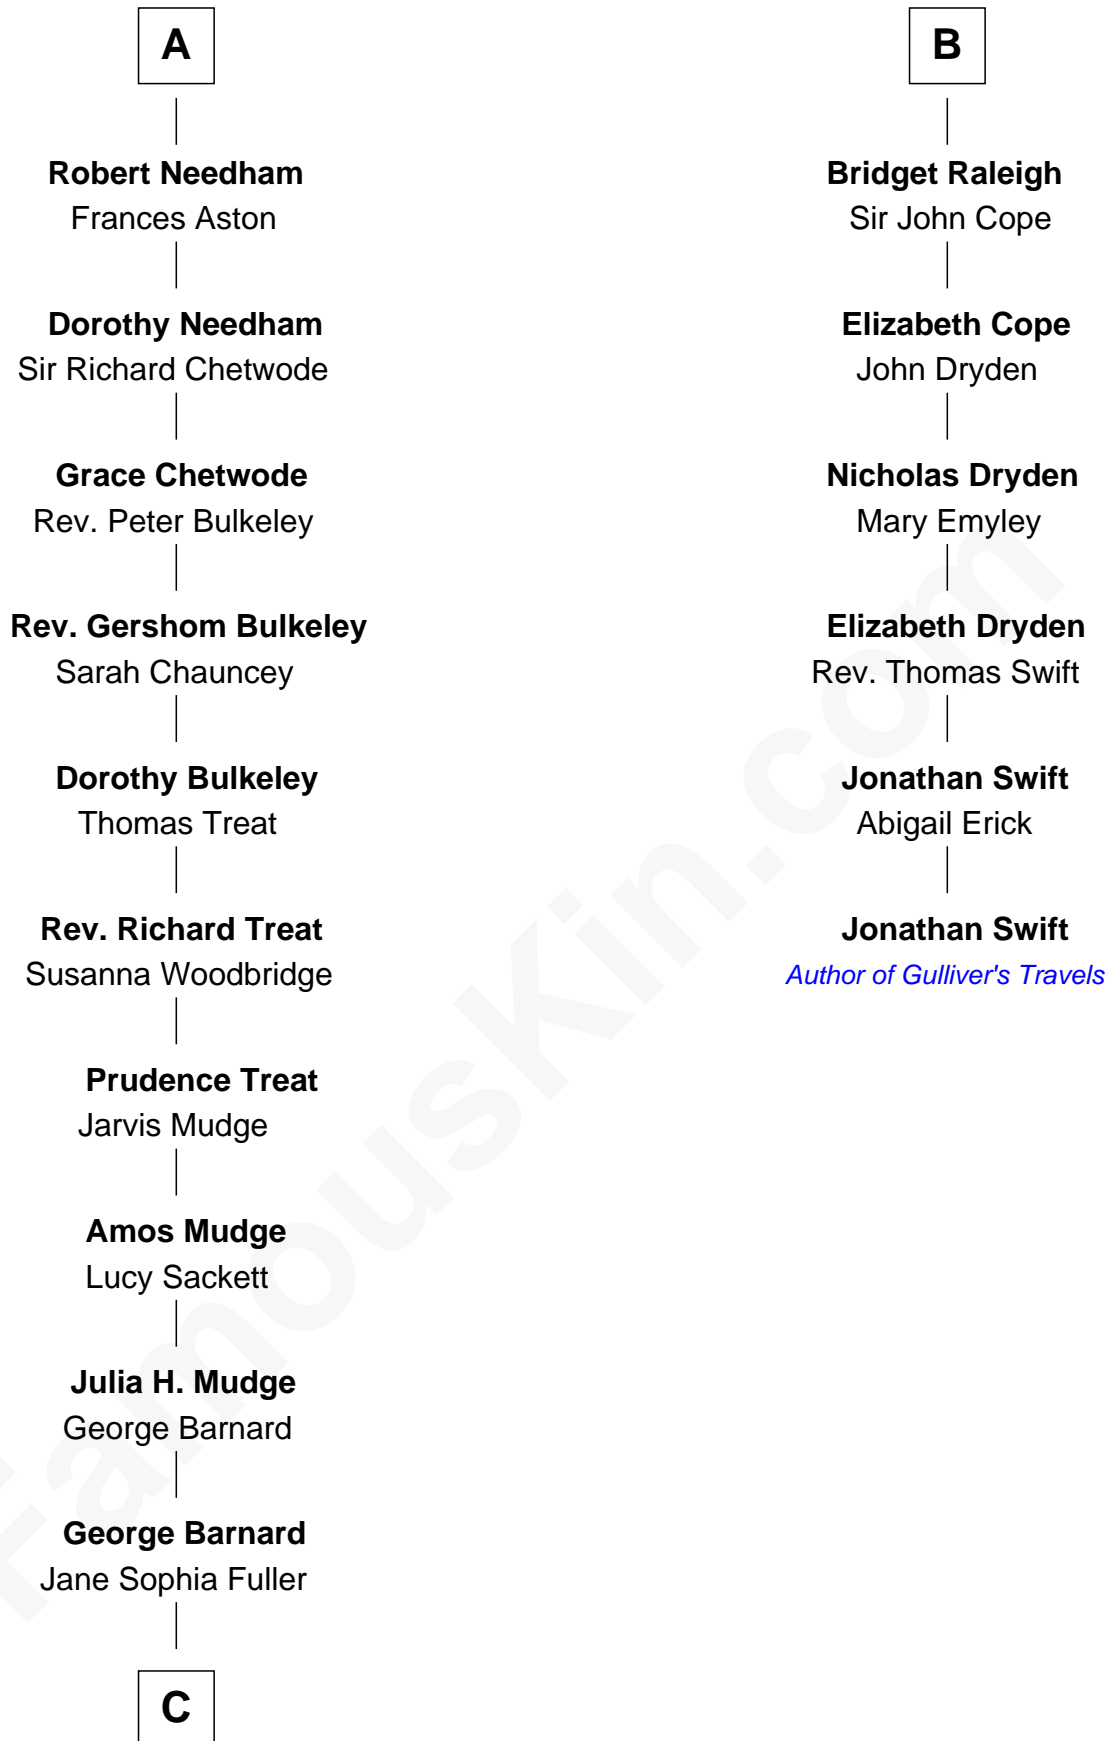 A
Robert Needham
Frances Aston
Dorothy Needham
Sir Richard Chetwode
Grace Chetwode
Rev. Peter Bulkeley
Rev. Gershom Bulkeley
Sarah Chauncey
Dorothy Bulkeley
Thomas Treat
Rev. Richard Treat
Susanna Woodbridge
Prudence Treat
Jarvis Mudge
Amos Mudge
Lucy Sackett
Julia H. Mudge
George Barnard
George Barnard
Jane Sophia Fuller
C
B
Bridget Raleigh
Sir John Cope
Elizabeth Cope
John Dryden
Nicholas Dryden
Mary Emyley
Elizabeth Dryden
Rev. Thomas Swift
Jonathan Swift
Abigail Erick
Jonathan Swift
Author of Gulliver's Travels
FamousKin.com